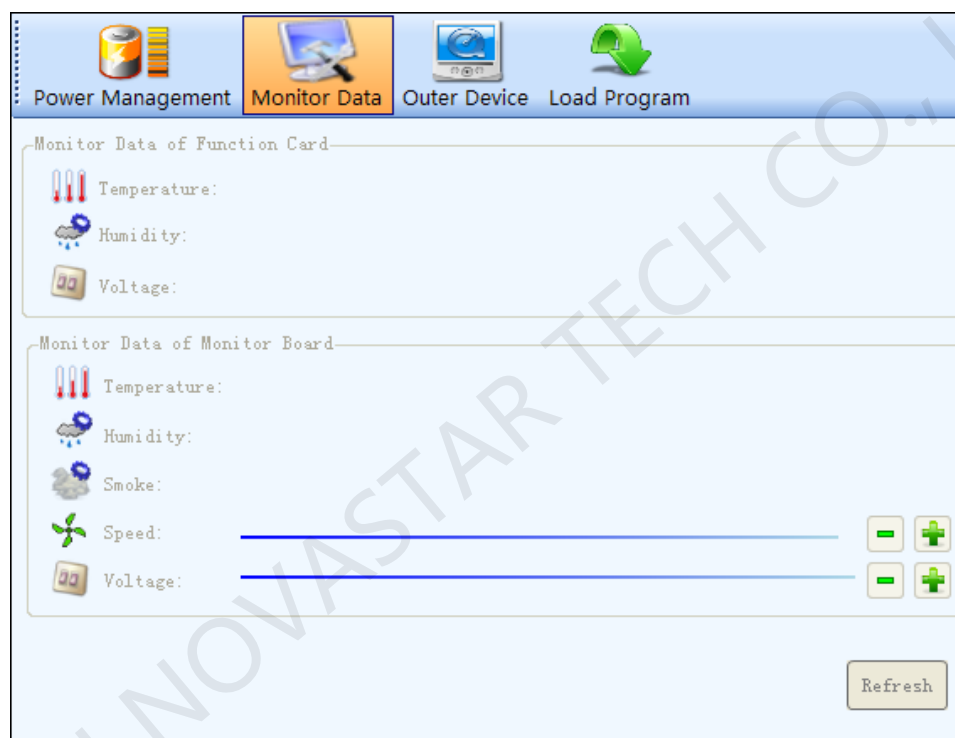 Power Management Monitor Data Outer Device Load Program
Monitor Data of Function Card
Temperature:
Humidity:
Voltage:
Monitor Data of Monitor Board
Temperature:
Humidity:
Smoke:
Speed:
Voltage:
Refresh
NOVASTAR TECH CO.,